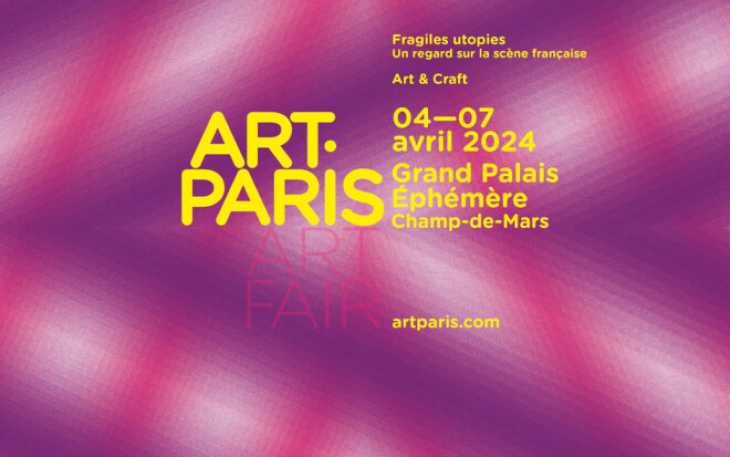 Fragiles utopies
Un regard sur la scène française
Art & Craft
ART·
PARIS
ART
FAIR
04—07
avril 2024
Grand Palais
Éphémère
Champ-de-Mars
artparis.com